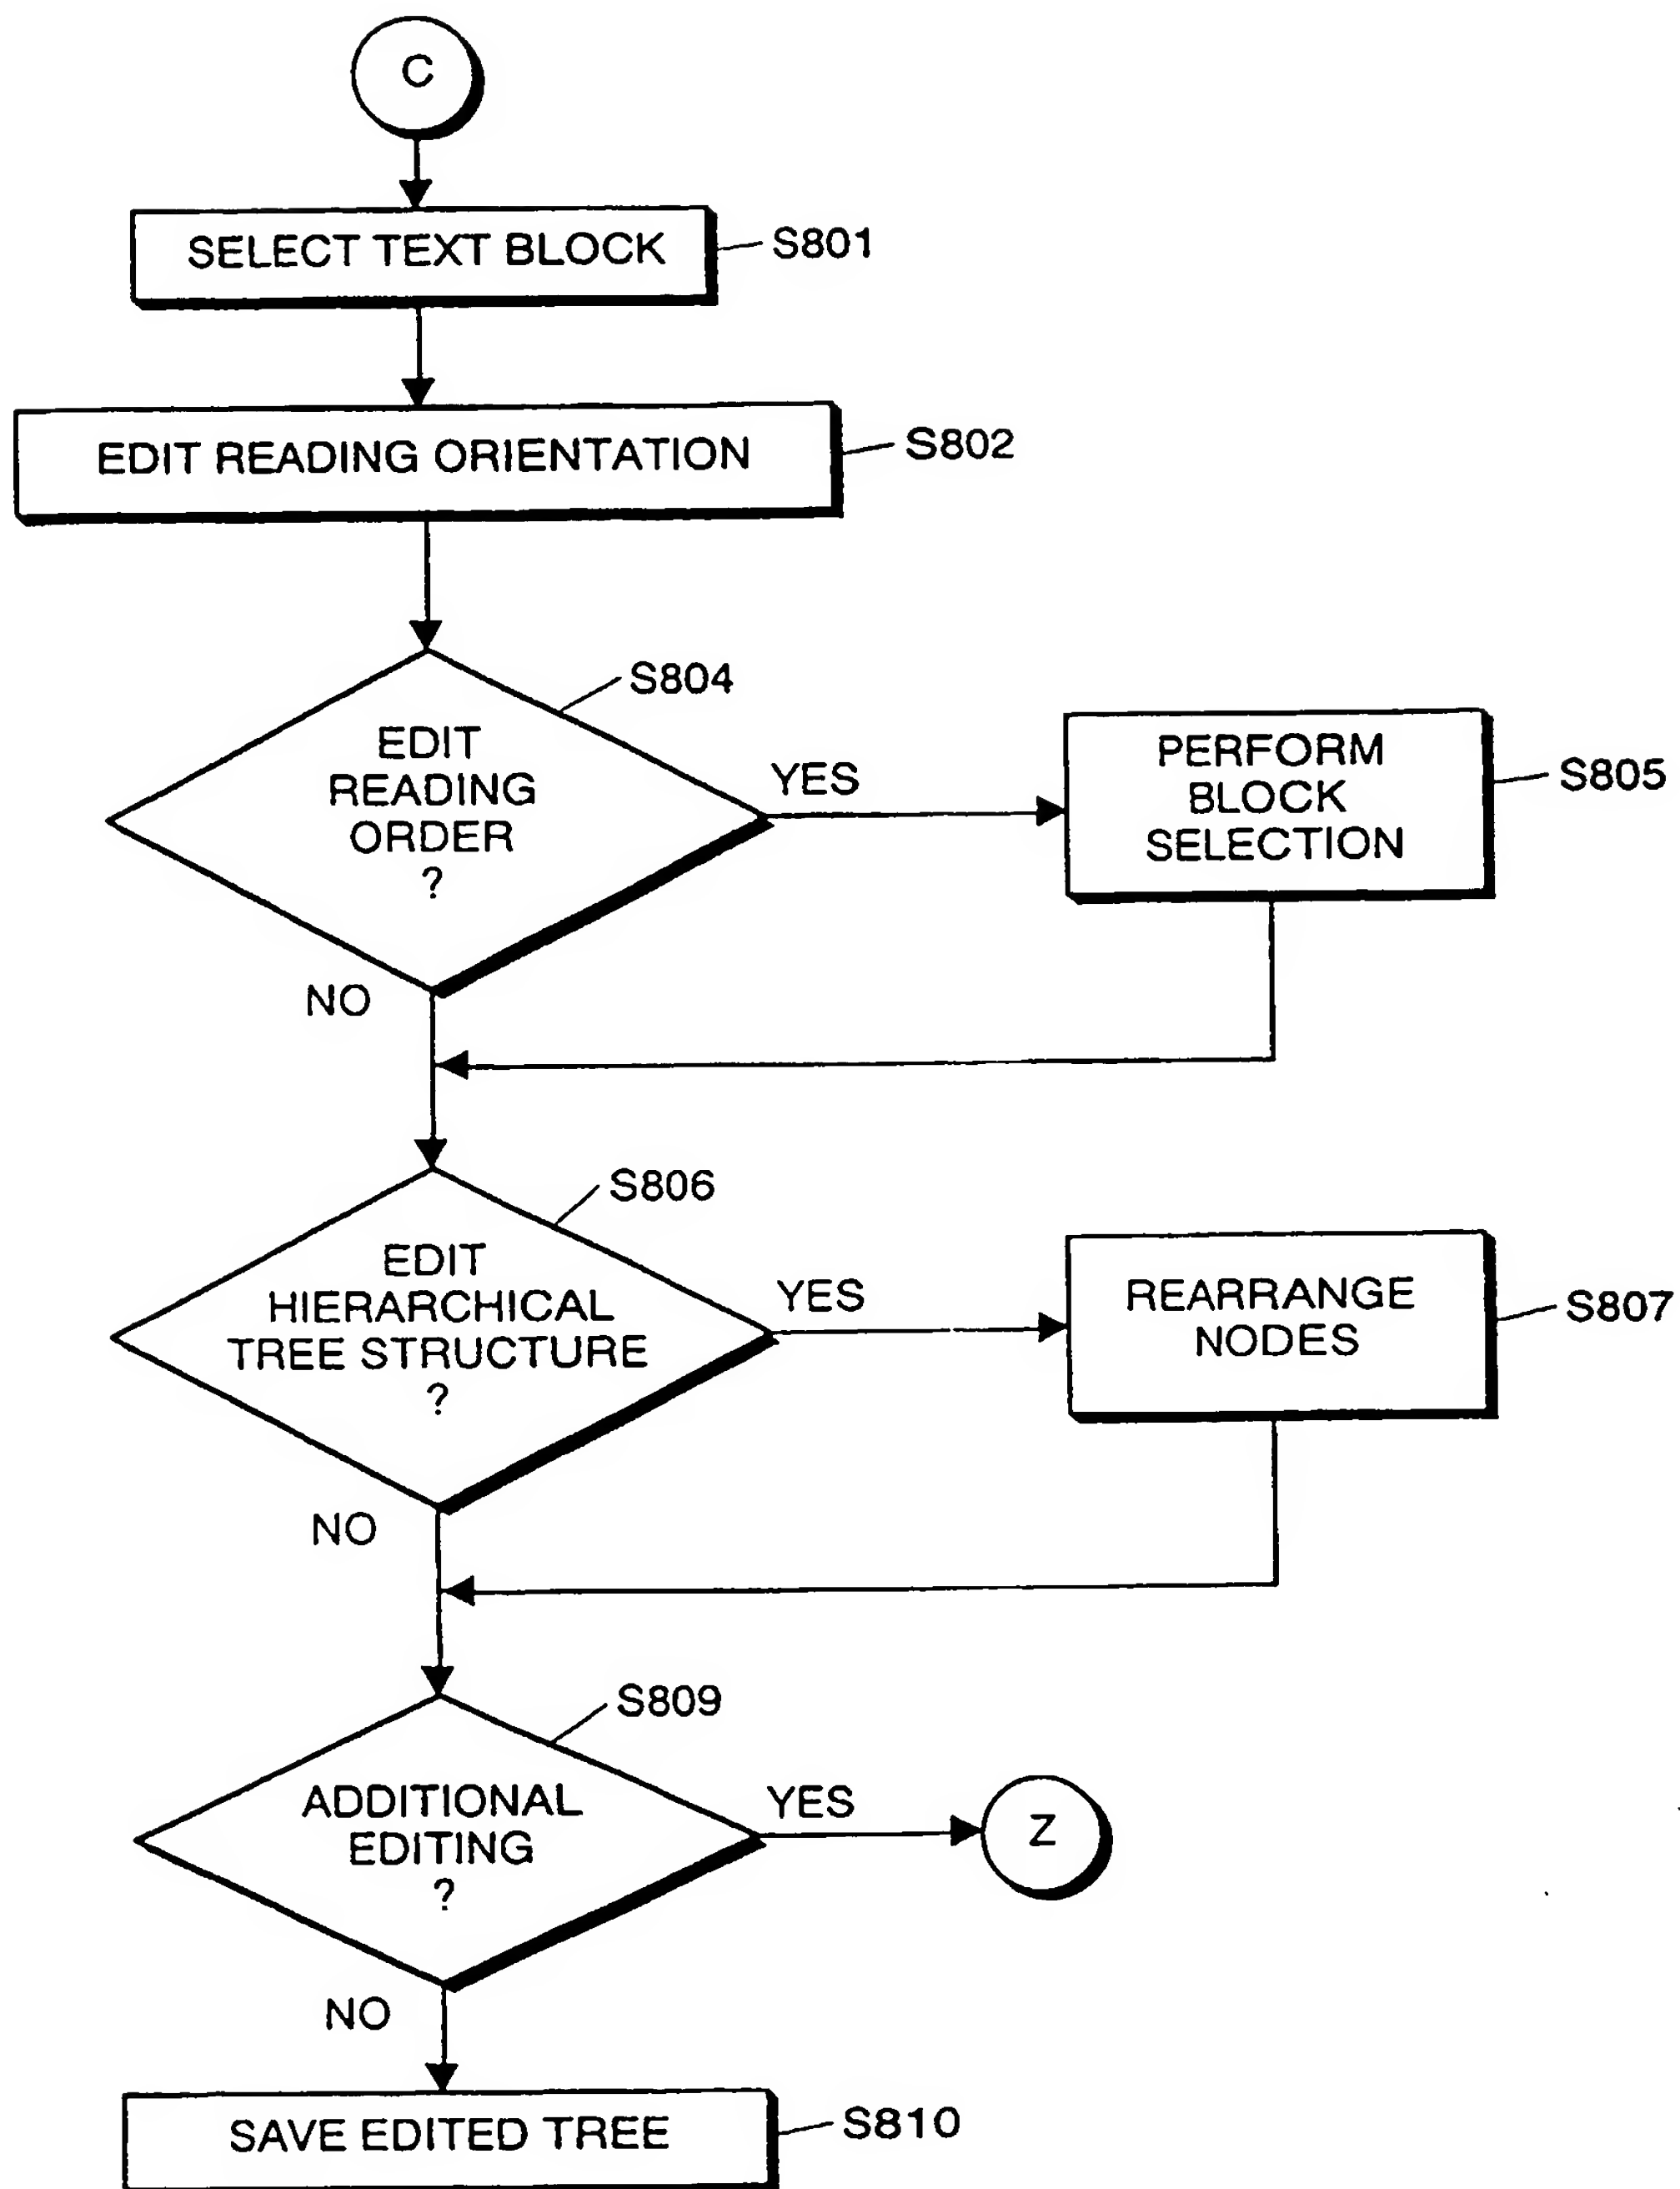 C
SELECT TEXT BLOCK
S801
EDIT READING ORIENTATION
S802
S804
EDIT
READING
ORDER
?
YES
PERFORM
BLOCK
SELECTION
S805
NO
S806
EDIT
HIERARCHICAL
TREE STRUCTURE
?
YES
REARRANGE
NODES
S807
NO
S809
ADDITIONAL
EDITING
?
YES
Z
NO
SAVE EDITED TREE
S810